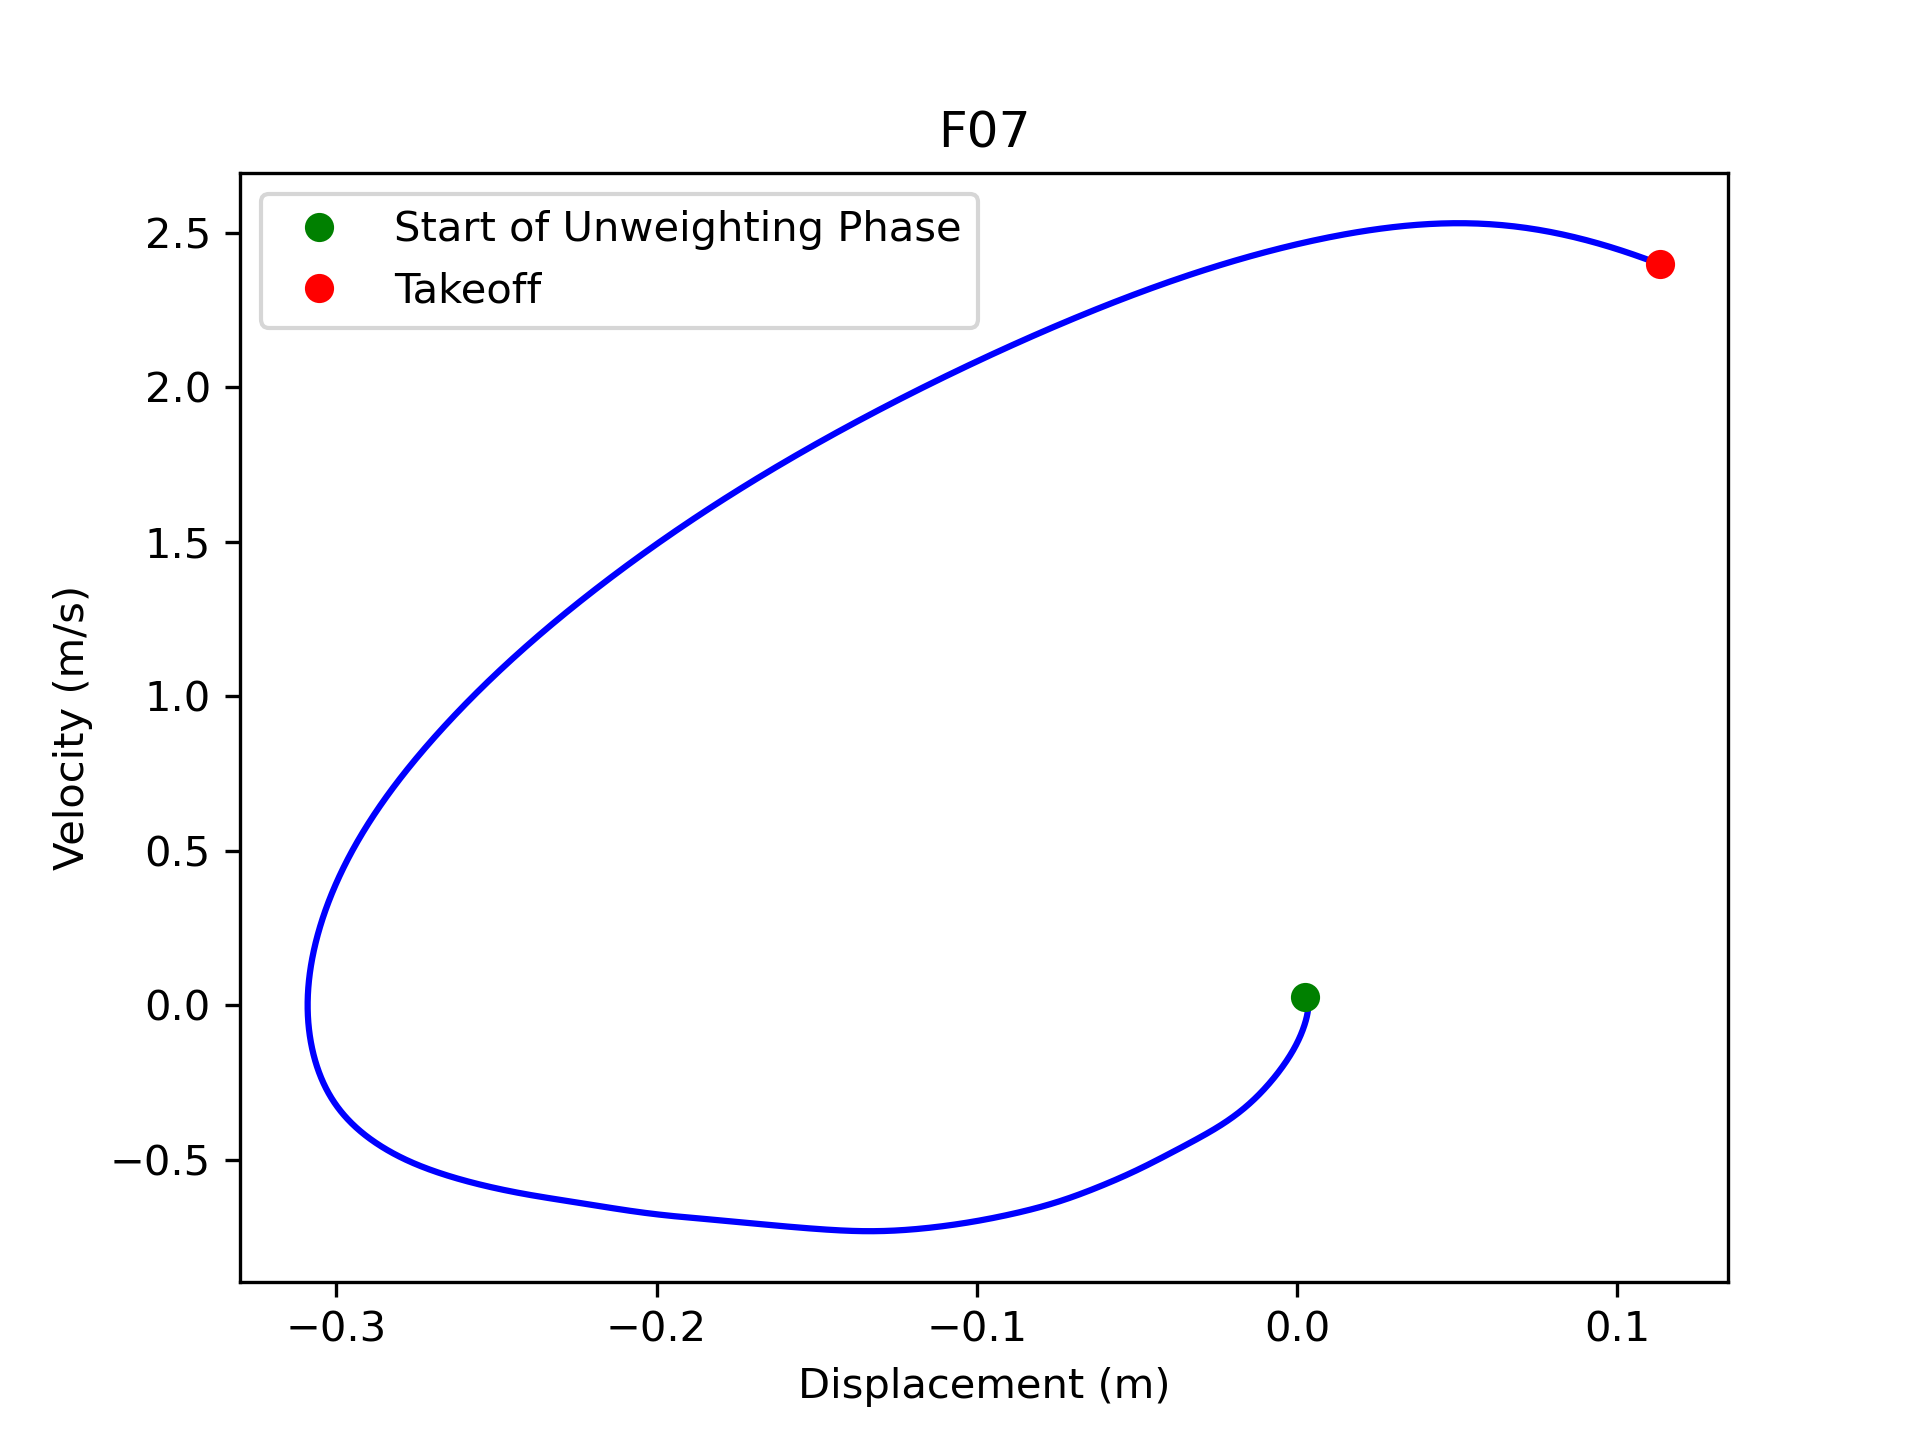 F07
Start of Unweighting Phase
Takeoff
2.5
2.0
1.5
1.0
0.5
0.0
−0.5
Velocity (m/s)
−0.3
−0.2
−0.1
0.0
0.1
Displacement (m)